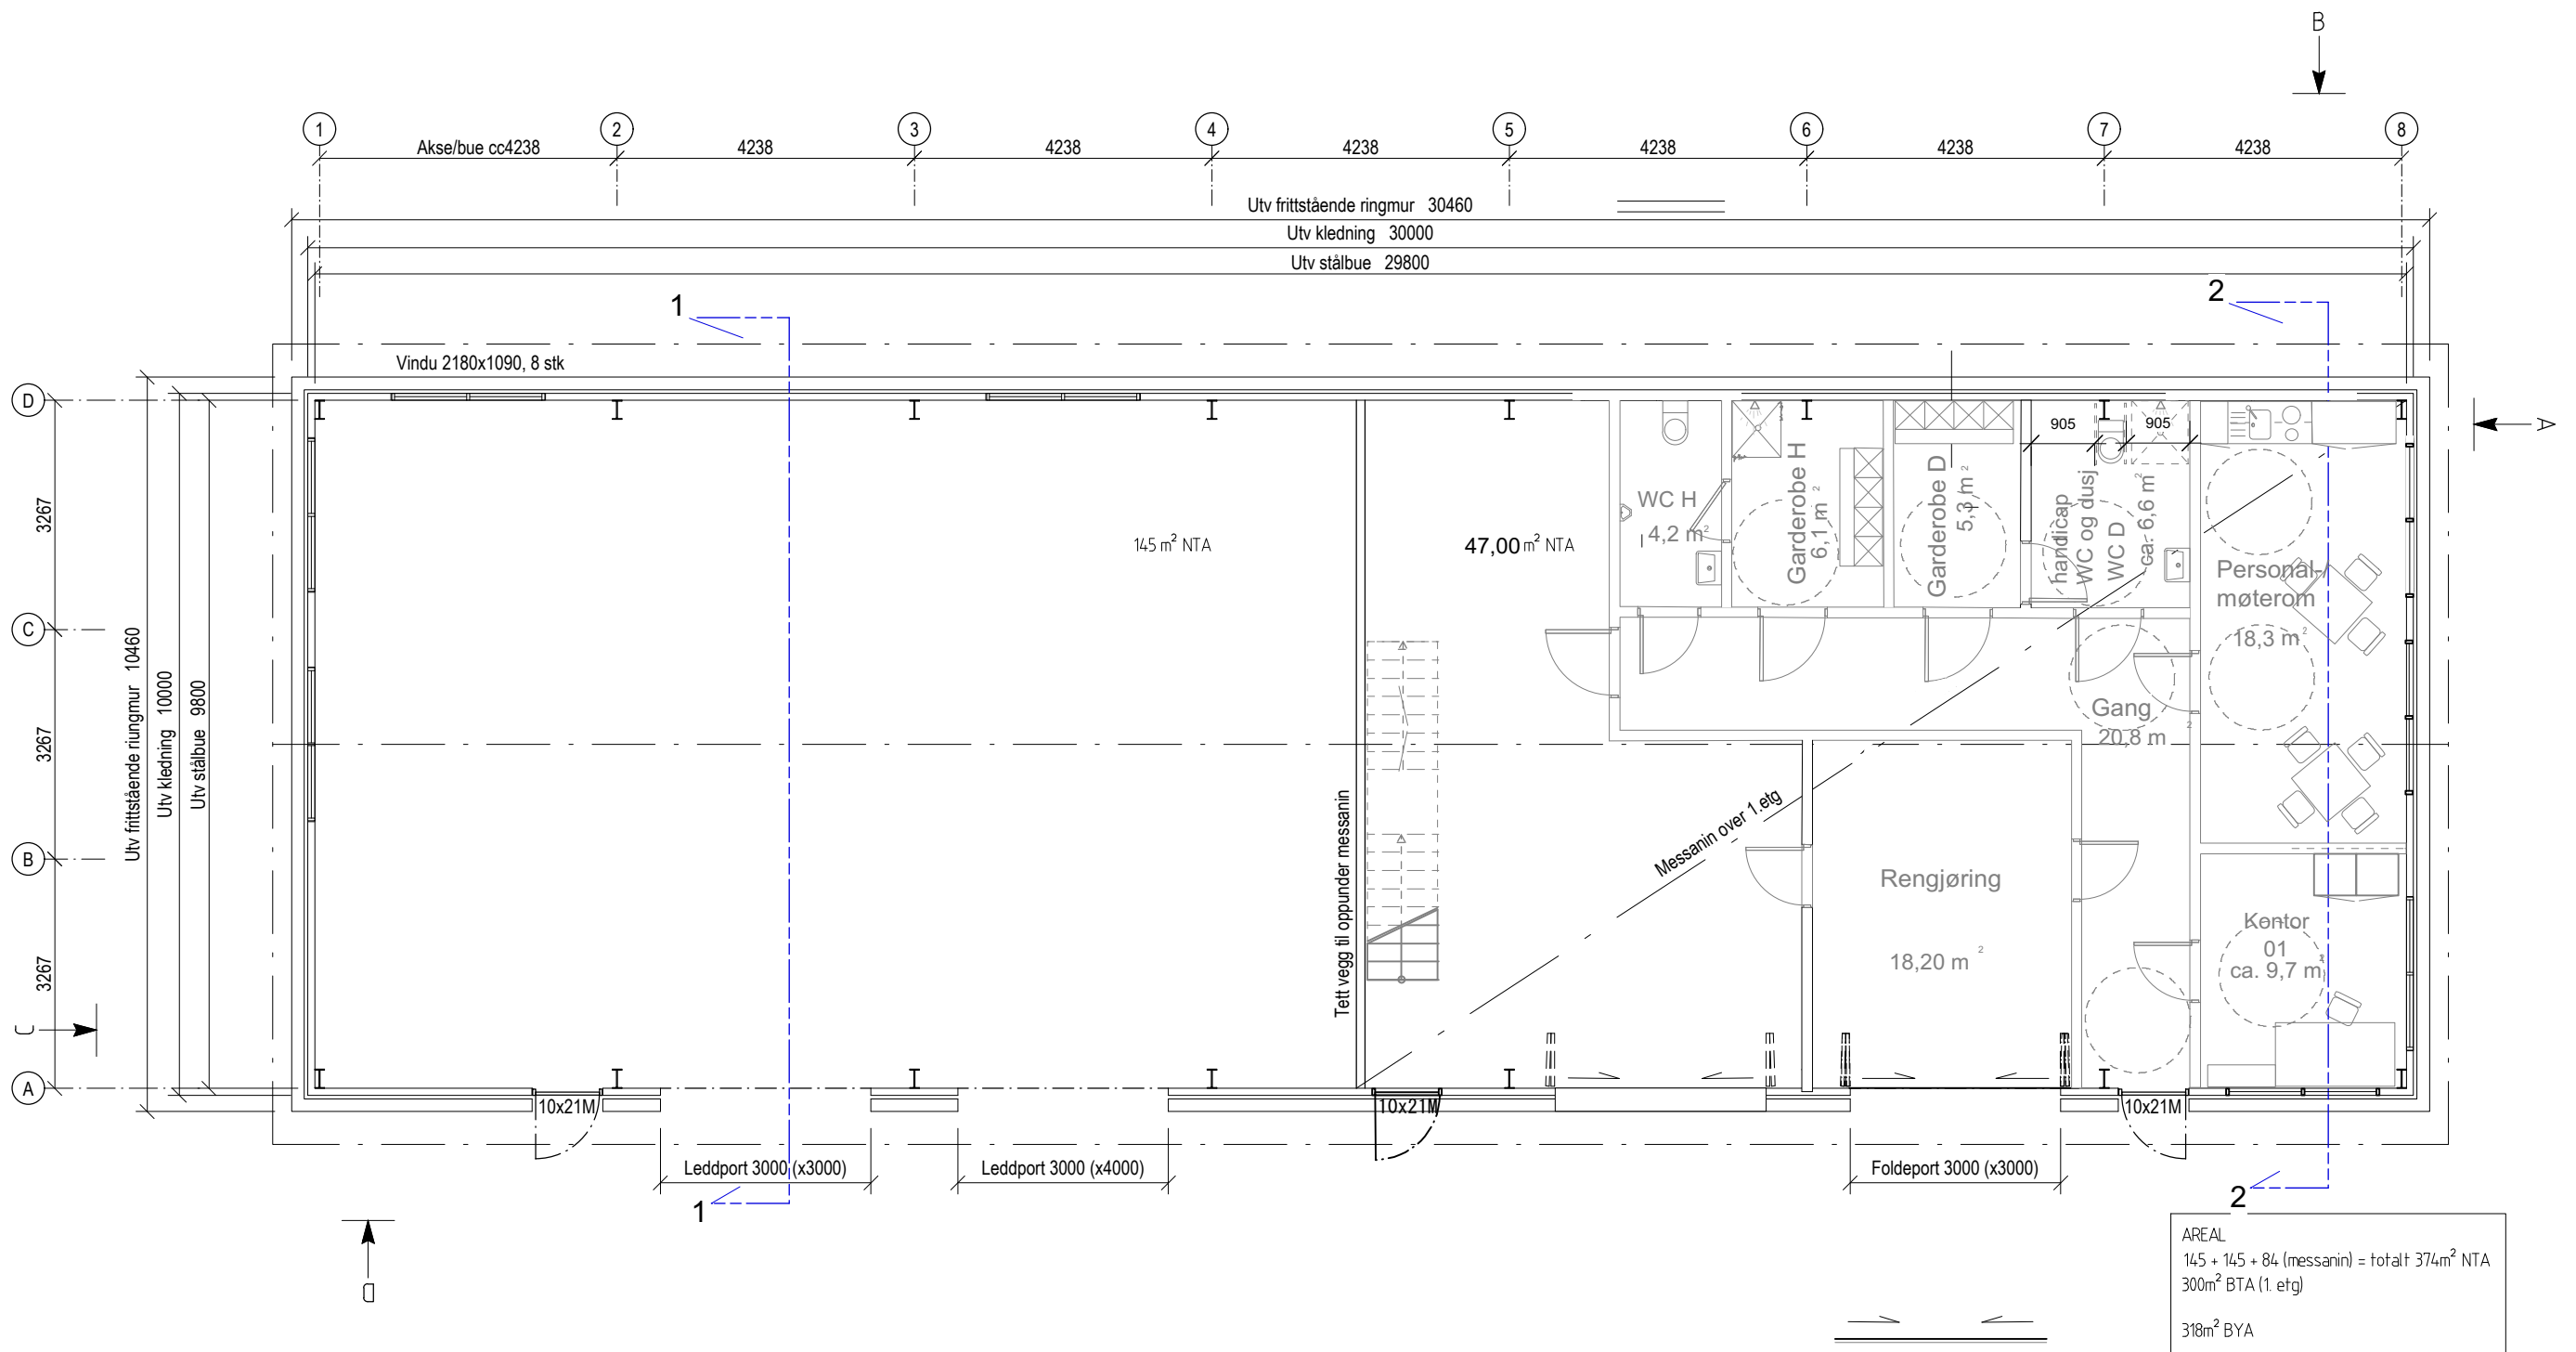 B
1 2 3 4 5 6 7 8
Akse/bue cc4238 4238 4238 4238 4238 4238 4238
Utv frittstående ringmur 30460
Utv kledning 30000
Utv stålbue 29800
1
2
Vindu 2180x1090, 8 stk
D
C
B
A
3267
3267
3267
Utv frittstående riungmur 10460
Utv kledning 10000
Utv stålbue 9800
A
C
145 m² NTA
47,00 m² NTA
WC H
4,2 m²
Garderobe H
6,1 m²
Garderobe D
5,3 m²
905
905
handicap
WC og dusj
WC D
ca. 6,6 m²
Personal-/
møterom
18,3 m²
Gang
20,8 m²
Tett vegg til oppunder messanin
Messanin over 1.etg
Rengjøring
18,20 m²
Kontor
01
ca. 9,7 m²
10x21M
10x21M
10x21M
Leddport 3000 (x3000)
Leddport 3000 (x4000)
Foldeport 3000 (x3000)
1
2
D
AREAL
145 + 145 + 84 (messanin) = totalt 374m² NTA
300m² BTA (1. etg)
318m² BYA